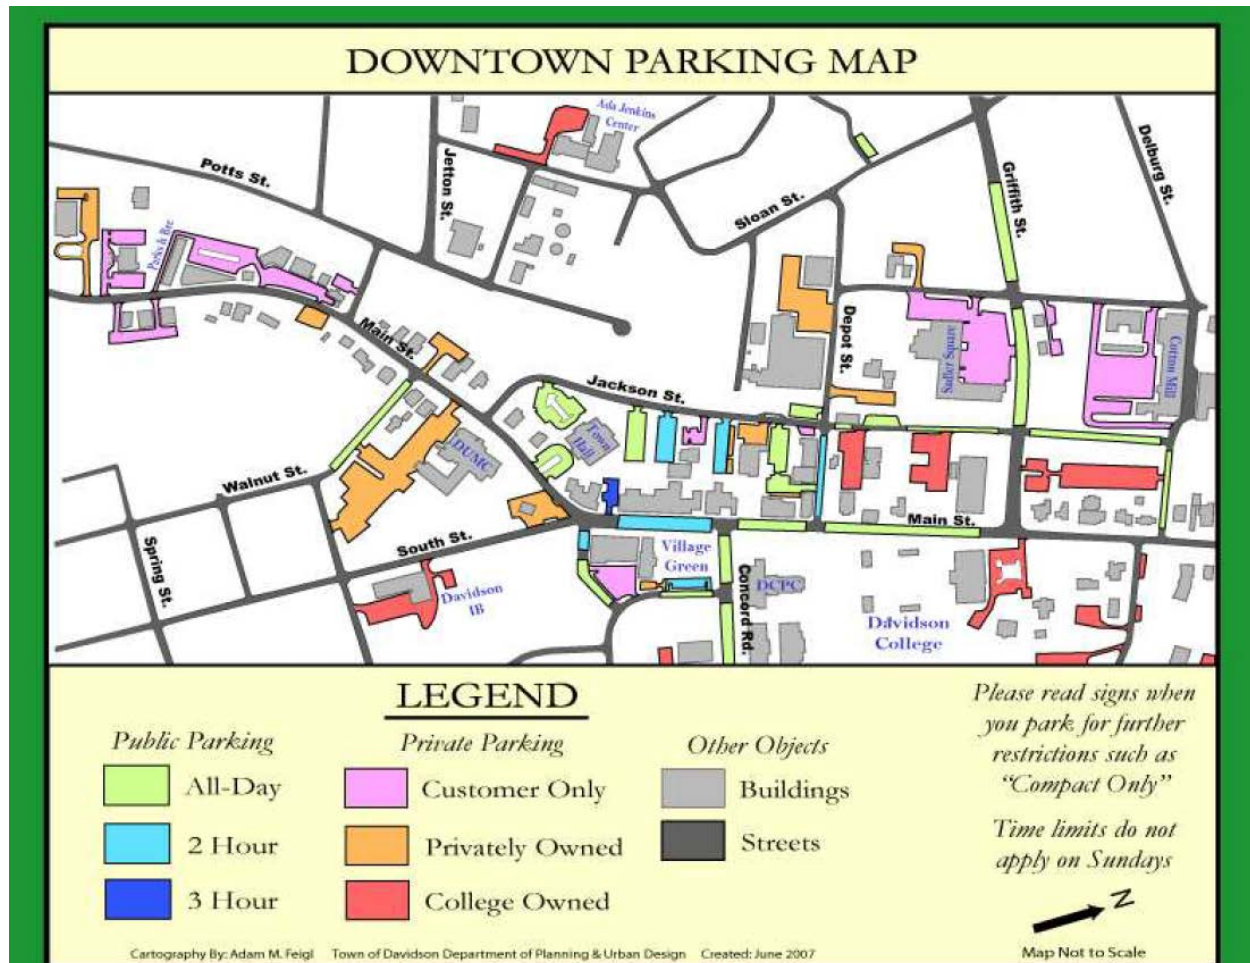 DOWNTOWN PARKING MAP
Ada Jenkins
Center
Potts St.
Jetton St.
Sloan St.
Griffith St.
Delburg St.
Parks & Rec
Main St.
Depot St.
Sadler Square
Cotton Mill
Jackson St.
Town
Hall
DUMC
Walnut St.
Main St.
South St.
Village
Green
Spring St.
Davidson
IB
Concord Rd.
DCPC
Davidson
College
LEGEND
Public Parking
All-Day
2 Hour
3 Hour
Private Parking
Customer Only
Privately Owned
College Owned
Other Objects
Buildings
Streets
Please read signs when
you park for further
restrictions such as
“Compact Only”
Time limits do not
apply on Sundays
N
Map Not to Scale
Cartography By: Adam M. Feigl Town of Davidson Department of Planning & Urban Design Created: June 2007